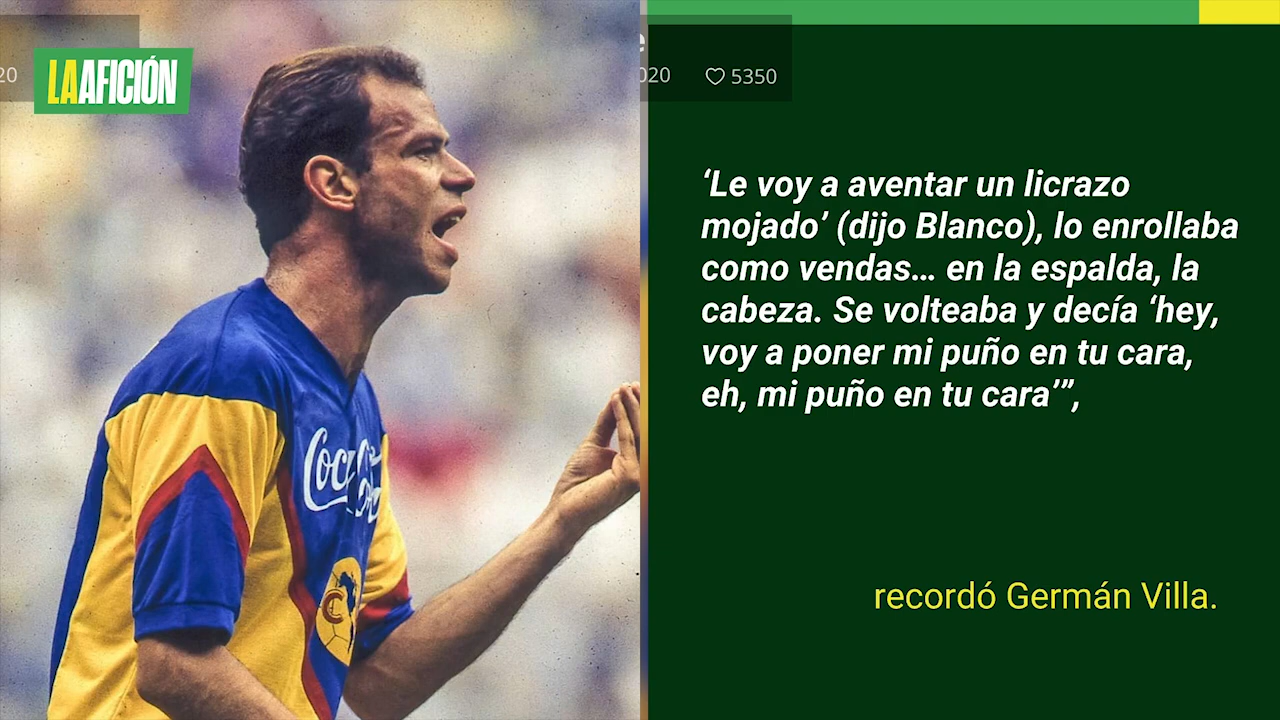 LAAFICIÓN
20
e
020 5350
‘Le voy a aventar un licrazo
mojado’ (dijo Blanco), lo enrollaba
como vendas… en la espalda, la
cabeza. Se volteaba y decía ‘hey,
voy a poner mi puño en tu cara,
eh, mi puño en tu cara’”,
Coca
C
recordó Germán Villa.